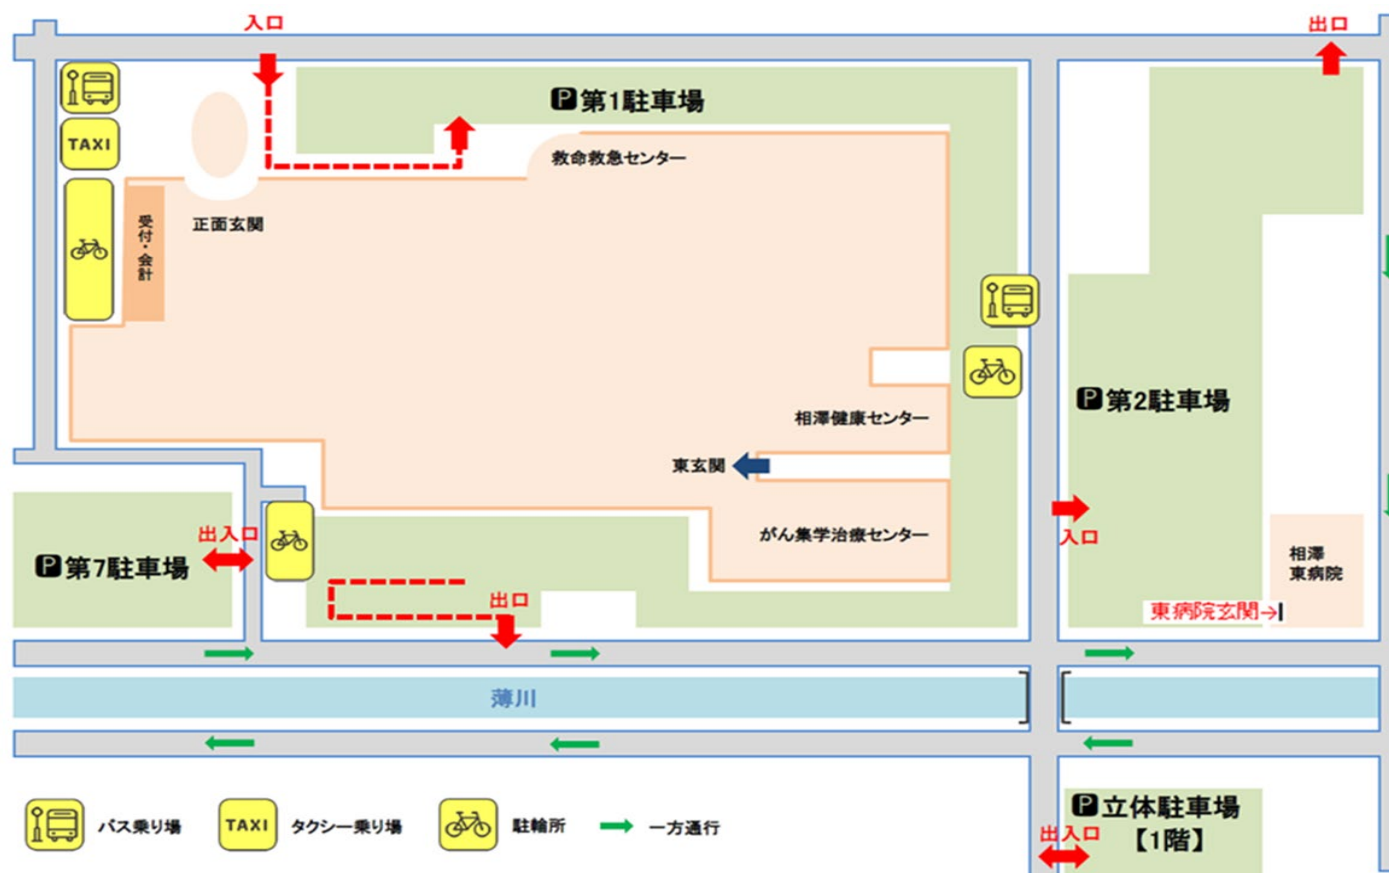 入口
出口
P第1駐車場
TAXI
救命救急センター
正面玄関
受付・会計
P第2駐車場
相澤健康センター
東玄関
がん集学治療センター
入口
相澤
東病院
出入口
P第7駐車場
出口
東病院玄関→
薄川
バス乗り場
TAXI
タクシー乗り場
駐輪所
一方通行
P立体駐車場
【1階】
出入口